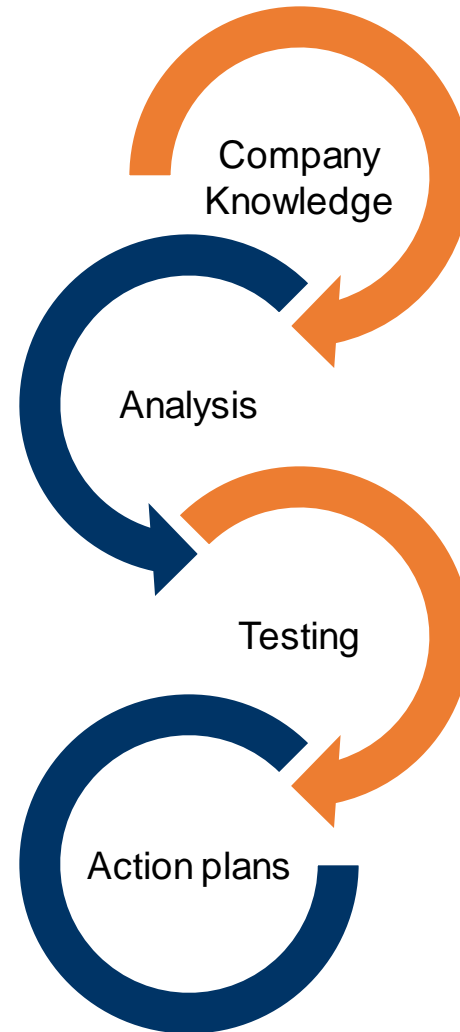 Company
Knowledge
Analysis
Testing
Action plans